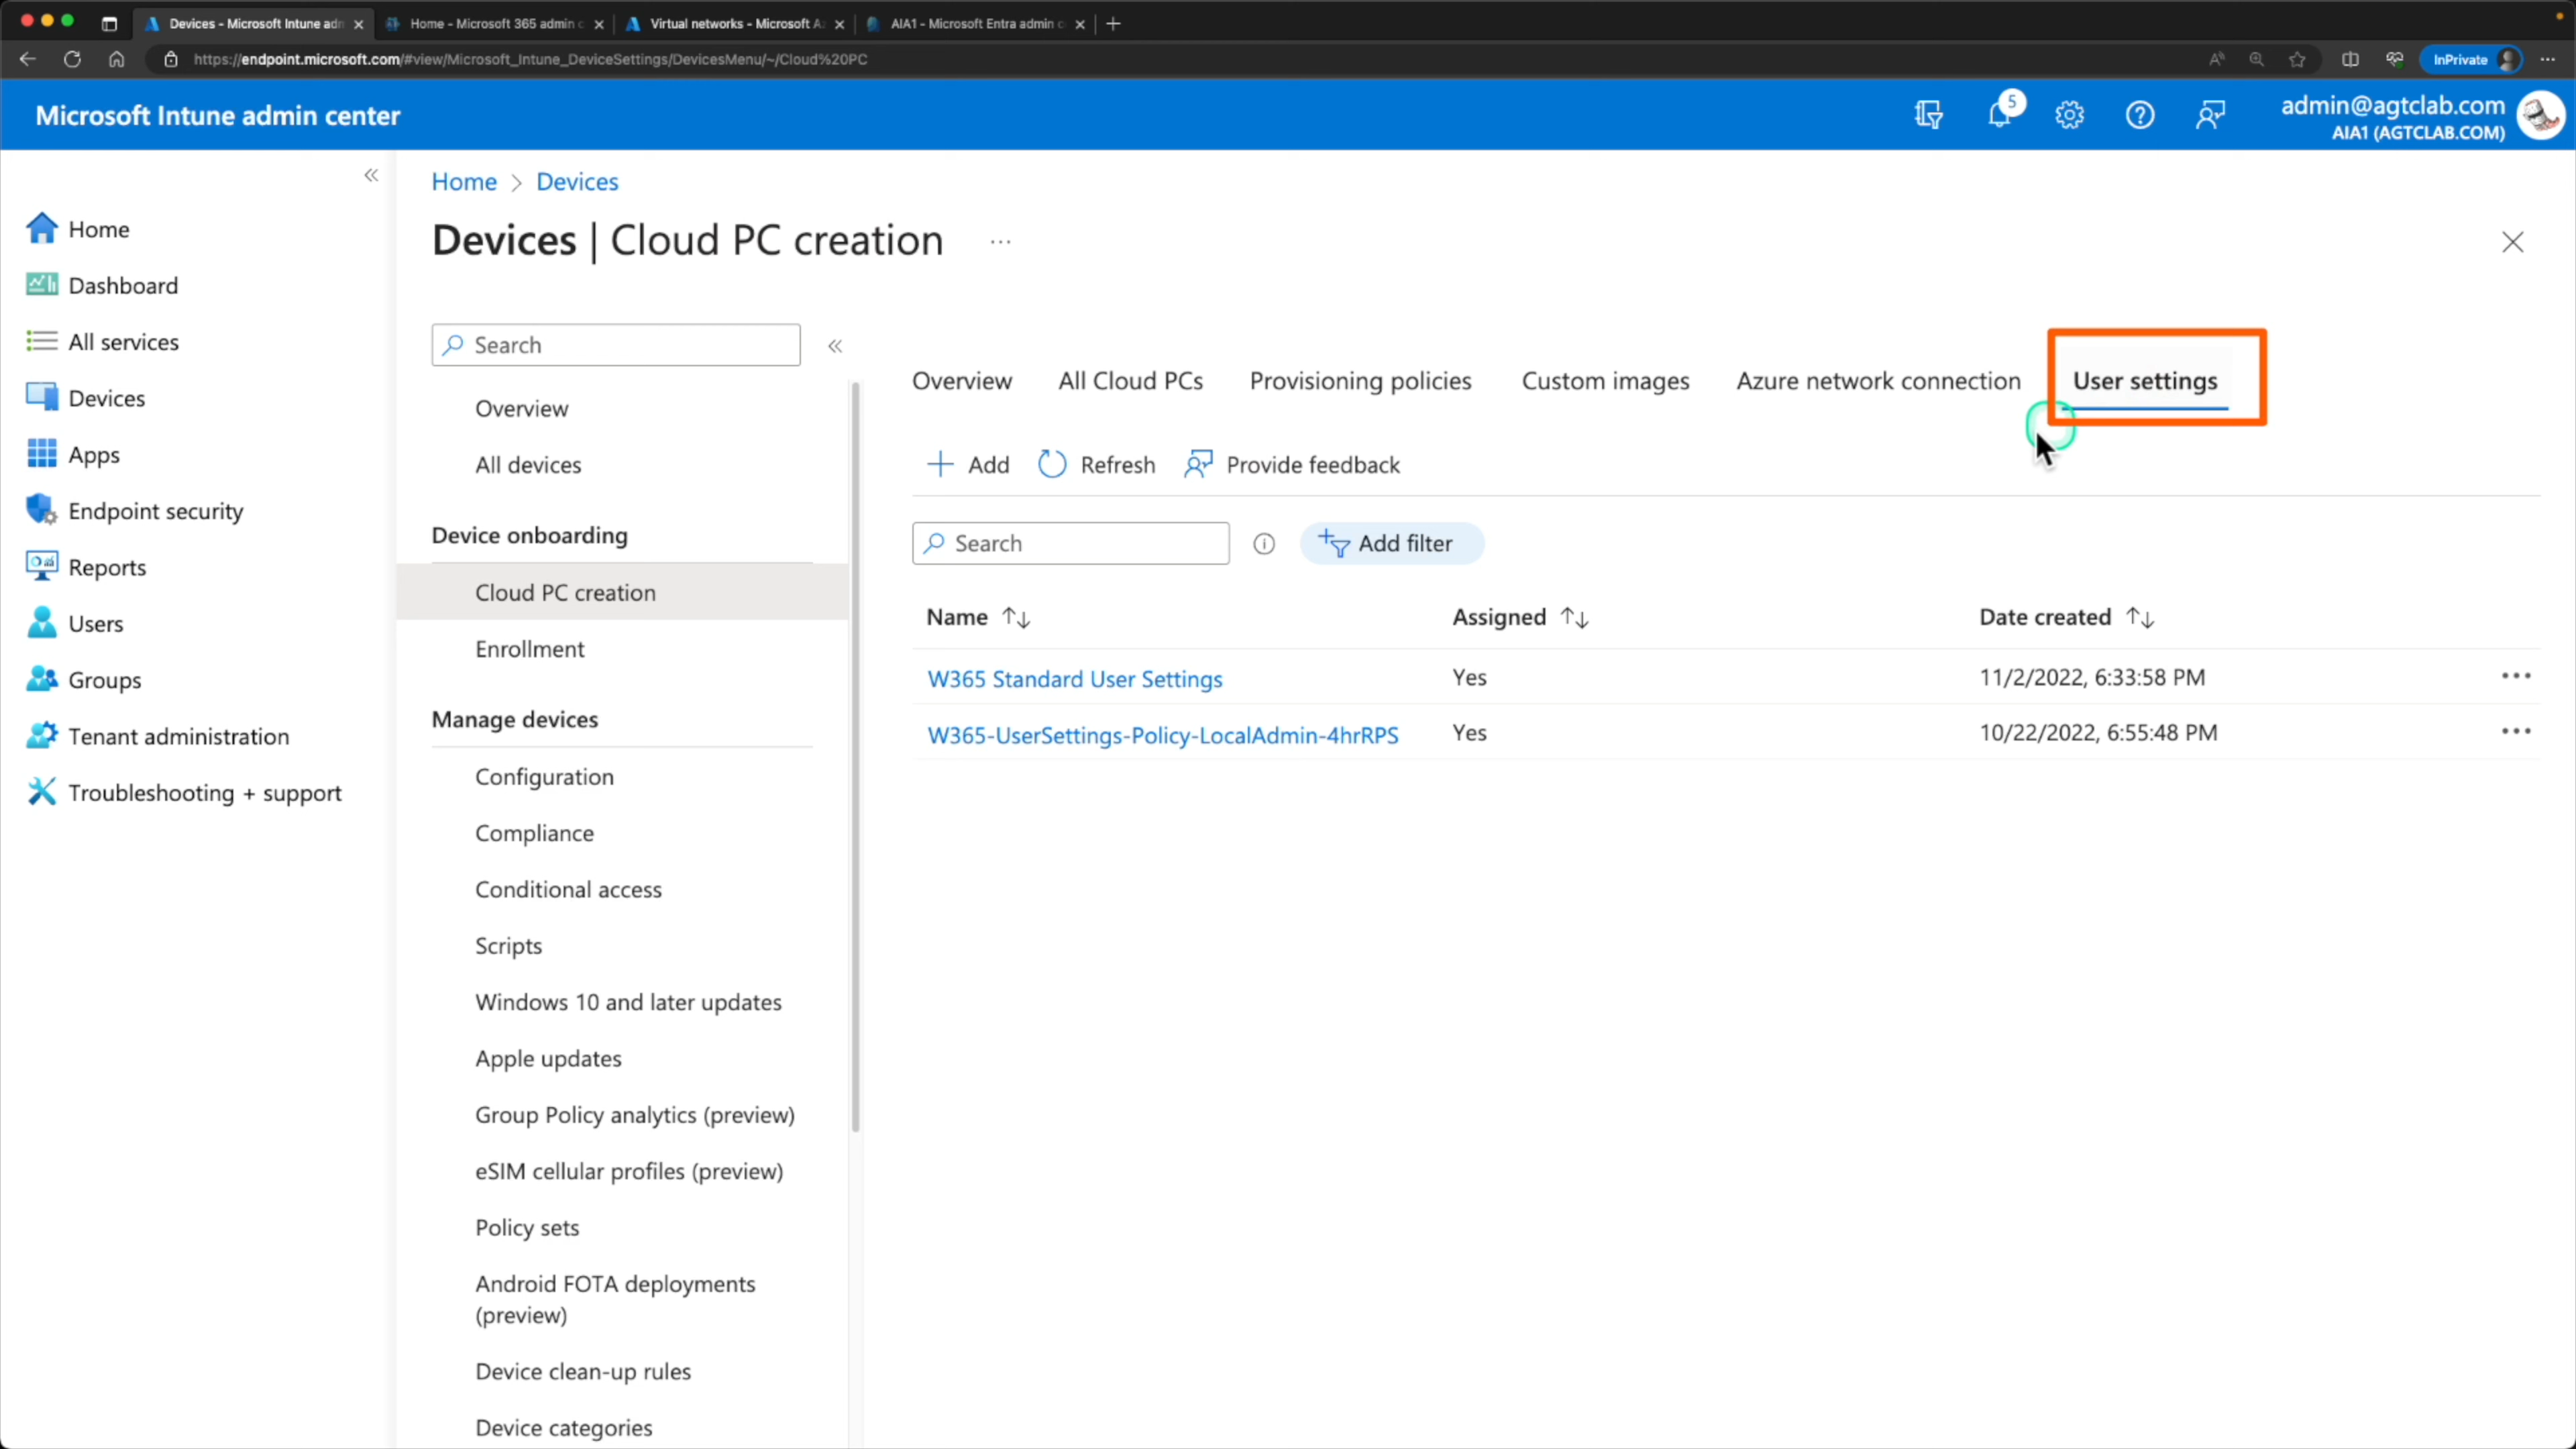 Devices - Microsoft Intune adn
Home - Microsoft 365 admin c
Virtual networks - Microsoft A
AIA1 - Microsoft Entra admin c
https://endpoint.microsoft.com/#view/Microsoft_Intune_DeviceSettings/DevicesMenu/~/Cloud%20PC
InPrivate
Microsoft Intune admin center
5
admin@agtclab.com
AIA1 (AGTCLAB.COM)
Home
Dashboard
All services
Devices
Apps
Endpoint security
Reports
Users
Groups
Tenant administration
Troubleshooting + support
Home > Devices
Devices | Cloud PC creation
Search
Overview
All devices
Device onboarding
Cloud PC creation
Enrollment
Manage devices
Configuration
Compliance
Conditional access
Scripts
Windows 10 and later updates
Apple updates
Group Policy analytics (preview)
eSIM cellular profiles (preview)
Policy sets
Android FOTA deployments
(preview)
Device clean-up rules
Device categories
Overview All Cloud PCs Provisioning policies Custom images Azure network connection User settings
Add Refresh Provide feedback
Search Add filter
Name Assigned Date created
W365 Standard User Settings Yes 11/2/2022, 6:33:58 PM
W365-UserSettings-Policy-LocalAdmin-4hrRPS Yes 10/22/2022, 6:55:48 PM